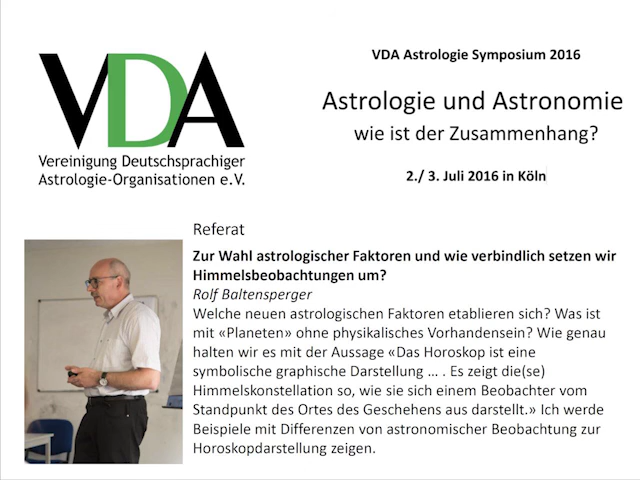 VDA
Vereinigung Deutschsprachiger
Astrologie-Organisationen e.V.
VDA Astrologie Symposium 2016
Astrologie und Astronomie
wie ist der Zusammenhang?
2./ 3. Juli 2016 in Köln
Referat
Zur Wahl astrologischer Faktoren und wie verbindlich setzen wir
Himmelsbeobachtungen um?
Rolf Baltensperger
Welche neuen astrologischen Faktoren etablieren sich? Was ist
mit «Planeten» ohne physikalisches Vorhandensein? Wie genau
halten wir es mit der Aussage «Das Horoskop ist eine
symbolische graphische Darstellung ... . Es zeigt die(se)
Himmelskonstellation so, wie sie sich einem Beobachter vom
Standpunkt des Ortes des Geschehens aus darstellt.» Ich werde
Beispiele mit Differenzen von astronomischer Beobachtung zur
Horoskopdarstellung zeigen.